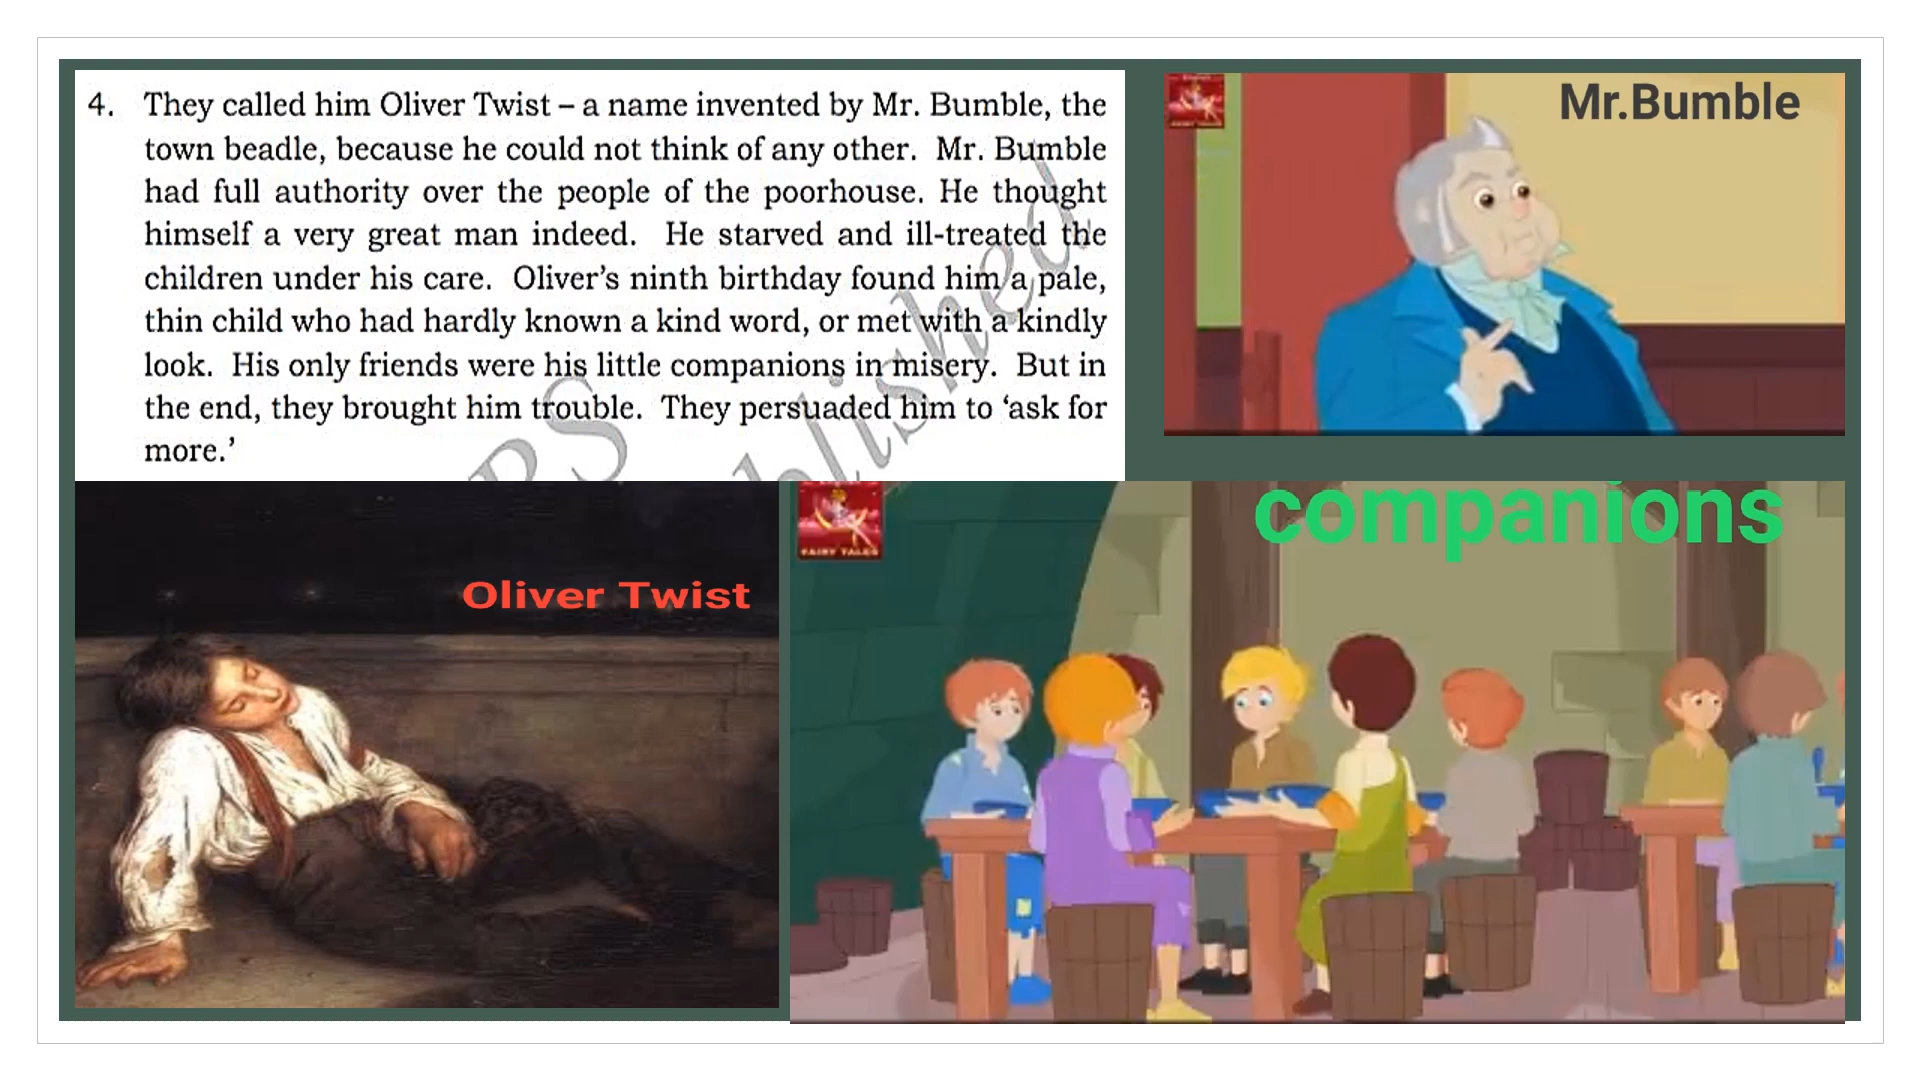 4. They called him Oliver Twist – a name invented by Mr. Bumble, the
town beadle, because he could not think of any other. Mr. Bumble
had full authority over the people of the poorhouse. He thought
himself a very great man indeed. He starved and ill-treated the
children under his care. Oliver's ninth birthday found him a pale,
thin child who had hardly known a kind word, or met with a kindly
look. His only friends were his little companions in misery. But in
the end, they brought him trouble. They persuaded him to ‘ask for
more.’
Mr.Bumble
Oliver Twist
companions
FAIRY TALES